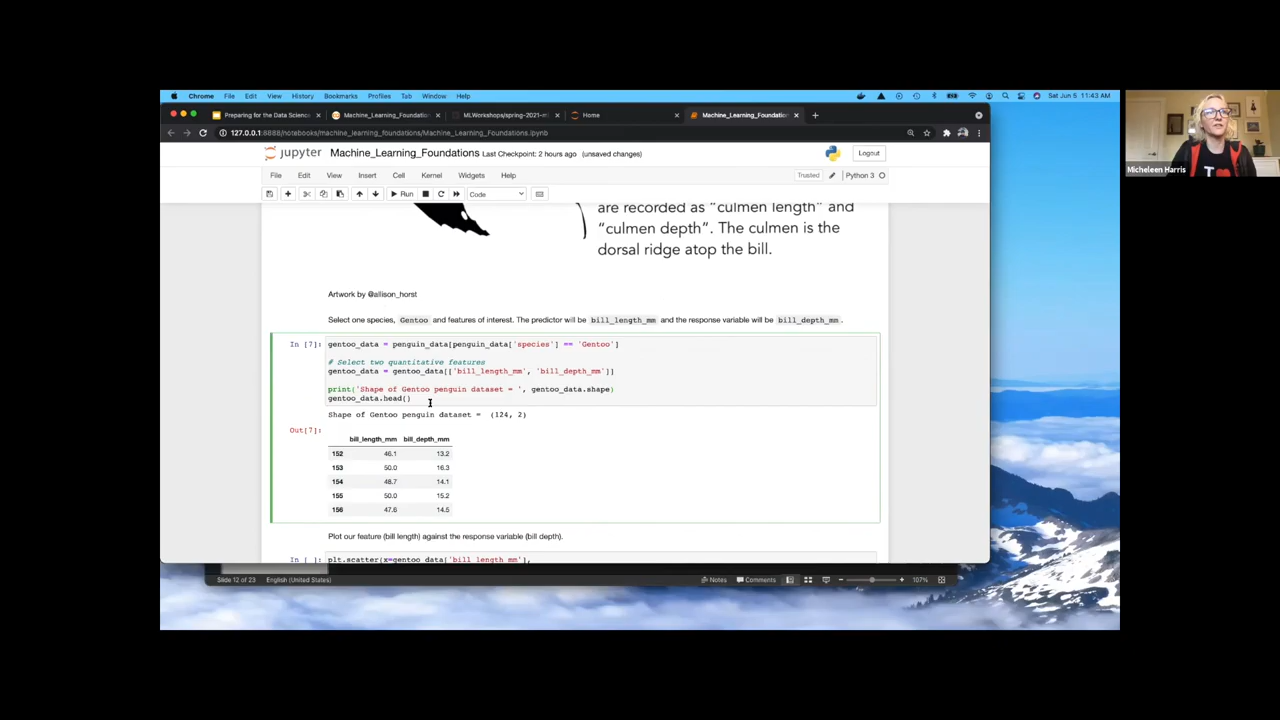 Chrome File Edit View History Bookmarks Profiles Tab Window Help Sat Jun 5 11:43 AM
Preparing for the Data Scienc Machine_Learning_Foundation MLWorkshops/spring-2021-m Home Machine_Learning_Foundation
127.0.0.1:8888/notebooks/machine_learning_foundations/Machine_Learning_Foundations.ipynb
Micheleen Harris
jupyter Machine_Learning_Foundations Last Checkpoint: 2 hours ago (unsaved changes) Logout
File Edit View Insert Cell Kernel Widgets Help Trusted Python 3
Run Code
are recorded as "culmen length" and
"culmen depth". The culmen is the
dorsal ridge atop the bill.
Artwork by @allison_horst
Select one species, Gentoo and features of interest. The predictor will be bill_length_mm and the response variable will be bill_depth_mm.
In [7]: gentoo_data = penguin_data[penguin_data['species'] == 'Gentoo']
# Select two quantitative features
gentoo_data = gentoo_data[['bill_length_mm', 'bill_depth_mm']]
print('Shape of Gentoo penguin dataset = ', gentoo_data.shape)
gentoo_data.head()
Shape of Gentoo penguin dataset = (124, 2)
Out[7]:
bill_length_mm bill_depth_mm
152 46.1 13.2
153 50.0 16.3
154 48.7 14.1
155 50.0 15.2
156 47.6 14.5
Plot our feature (bill length) against the response variable (bill depth).
In [ ]: plt.scatter(x=gentoo_data['bill_length_mm'],
Slide 12 of 23 English (United States) Notes Comments 107%